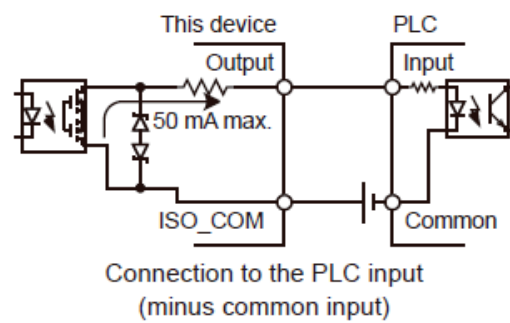 This device
PLC
Output
Input
50 mA max.
ISO_COM
Common
Connection to the PLC input
(minus common input)